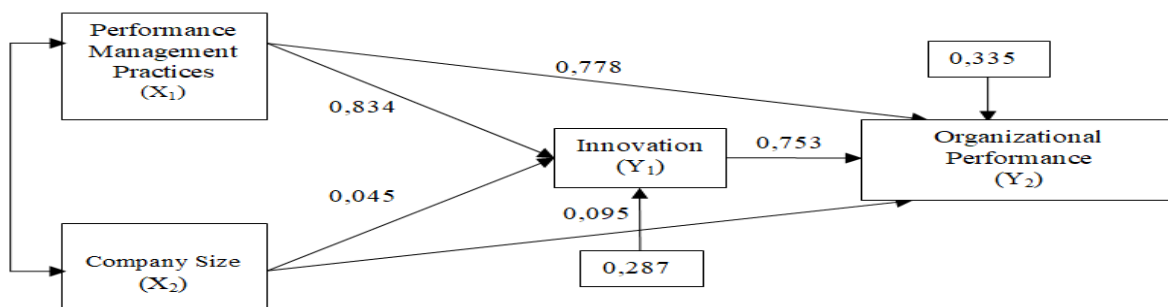 Performance
Management
Practices
(X₁)
0,778
0,335
0,834
Innovation
(Y₁)
0,753
Organizational
Performance
(Y₂)
0,045
0,095
Company Size
(X₂)
0,287